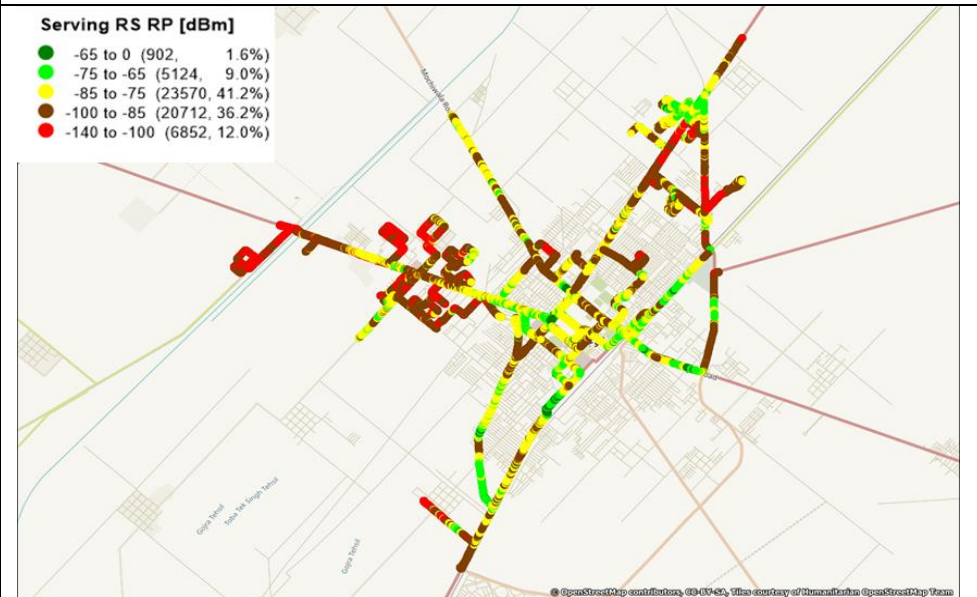 Serving RS RP [dBm]
-65 to 0 (902, 1.6%)
-75 to -65 (5124, 9.0%)
-85 to -75 (23570, 41.2%)
-100 to -85 (20712, 36.2%)
-140 to -100 (6852, 12.0%)
Mochiwala Ro
Gojra Tehsil
Toba Tek Singh Tehsil
Gojra Tehsil
© OpenStreetMap contributors, CC-BY-SA, Tiles courtesy of Humanitarian OpenStreetMap Team